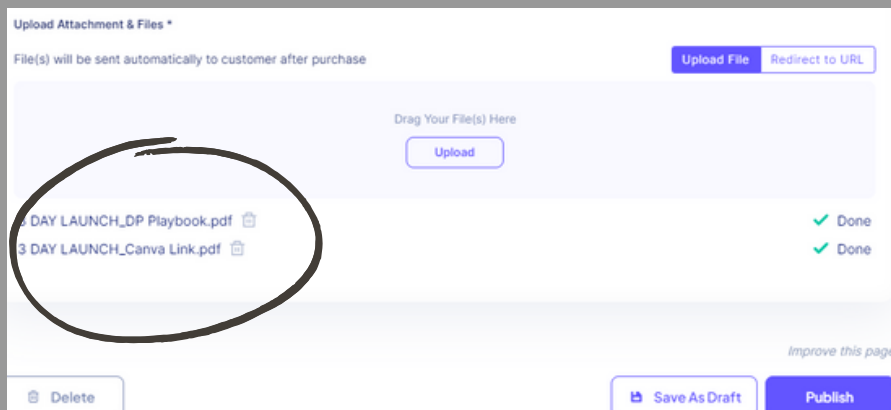 Upload Attachment & Files *
File(s) will be sent automatically to customer after purchase
Upload File
Redirect to URL
Drag Your File(s) Here
Upload
3 DAY LAUNCH_DP Playbook.pdf
Done
3 DAY LAUNCH_Canva Link.pdf
Done
Improve this page
Delete
Save As Draft
Publish